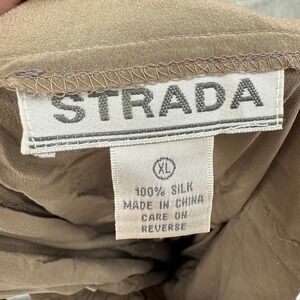 STRADA
XL
100% SILK
MADE IN CHINA
CARE ON
REVERSE